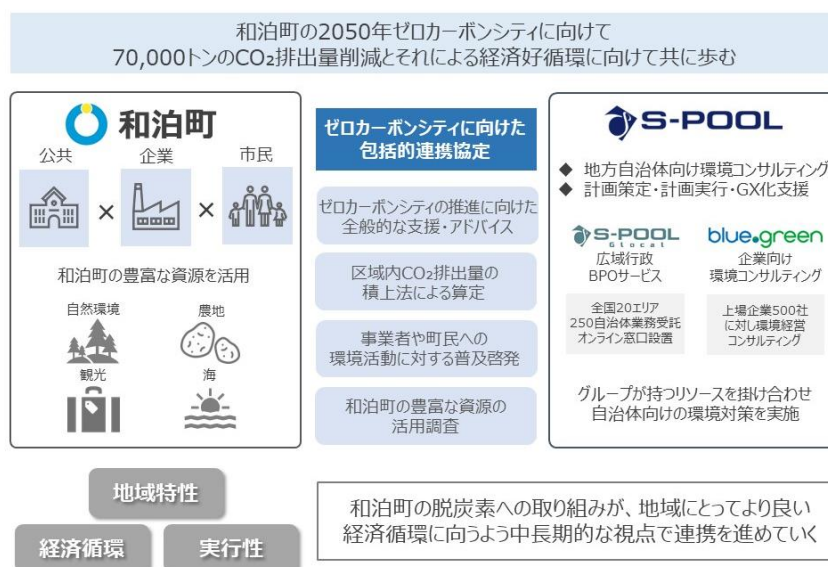 和泊町の2050年ゼロカーボンシティに向けて
70,000トンのCO₂排出量削減とそれによる経済好循環に向けて共に歩む
和泊町
公共
企業
市民
×
×
和泊町の豊富な資源を活用
自然環境
農地
観光
海
ゼロカーボンシティに向けた
包括的連携協定
ゼロカーボンシティの推進に向けた
全般的な支援・アドバイス
区域内CO₂排出量の
積上法による算定
事業者や町民への
環境活動に対する普及啓発
和泊町の豊富な資源の
活用調査
S-POOL
◆ 地方自治体向け環境コンサルティング
◆ 計画策定・計画実行・GX化支援
S-POOL
Glocal
広域行政
BPOサービス
全国20エリア
250自治体業務受託
オンライン窓口設置
blue.green
企業向け
環境コンサルティング
上場企業500社
に対し環境経営
コンサルティング
グループが持つリソースを掛け合わせ
自治体向けの環境対策を実施
地域特性
経済循環
実行性
和泊町の脱炭素への取り組みが、地域にとってより良い
経済循環に向うよう中長期的な視点で連携を進めていく